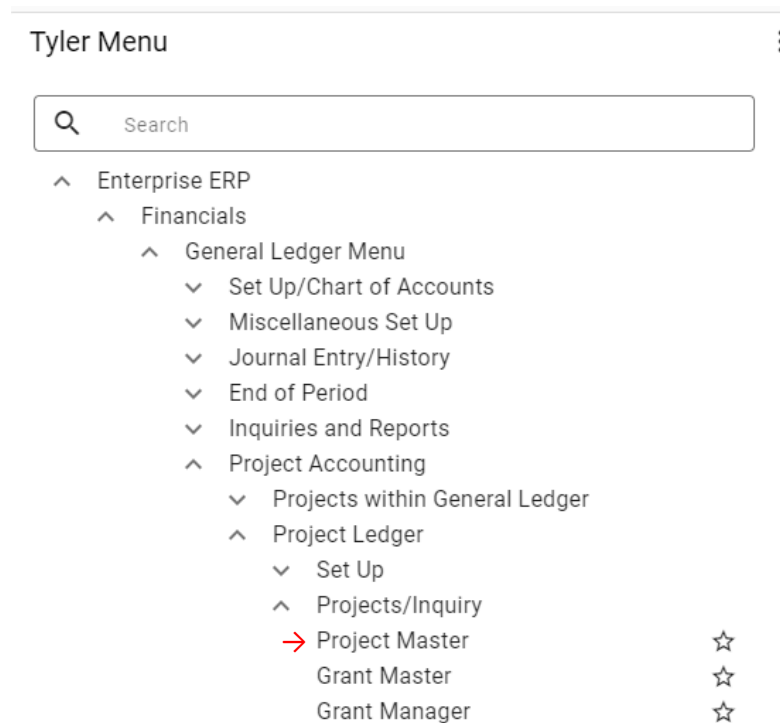 Tyler Menu
Search
Enterprise ERP
Financials
General Ledger Menu
Set Up/Chart of Accounts
Miscellaneous Set Up
Journal Entry/History
End of Period
Inquiries and Reports
Project Accounting
Projects within General Ledger
Project Ledger
Set Up
Projects/Inquiry
Project Master
Grant Master
Grant Manager